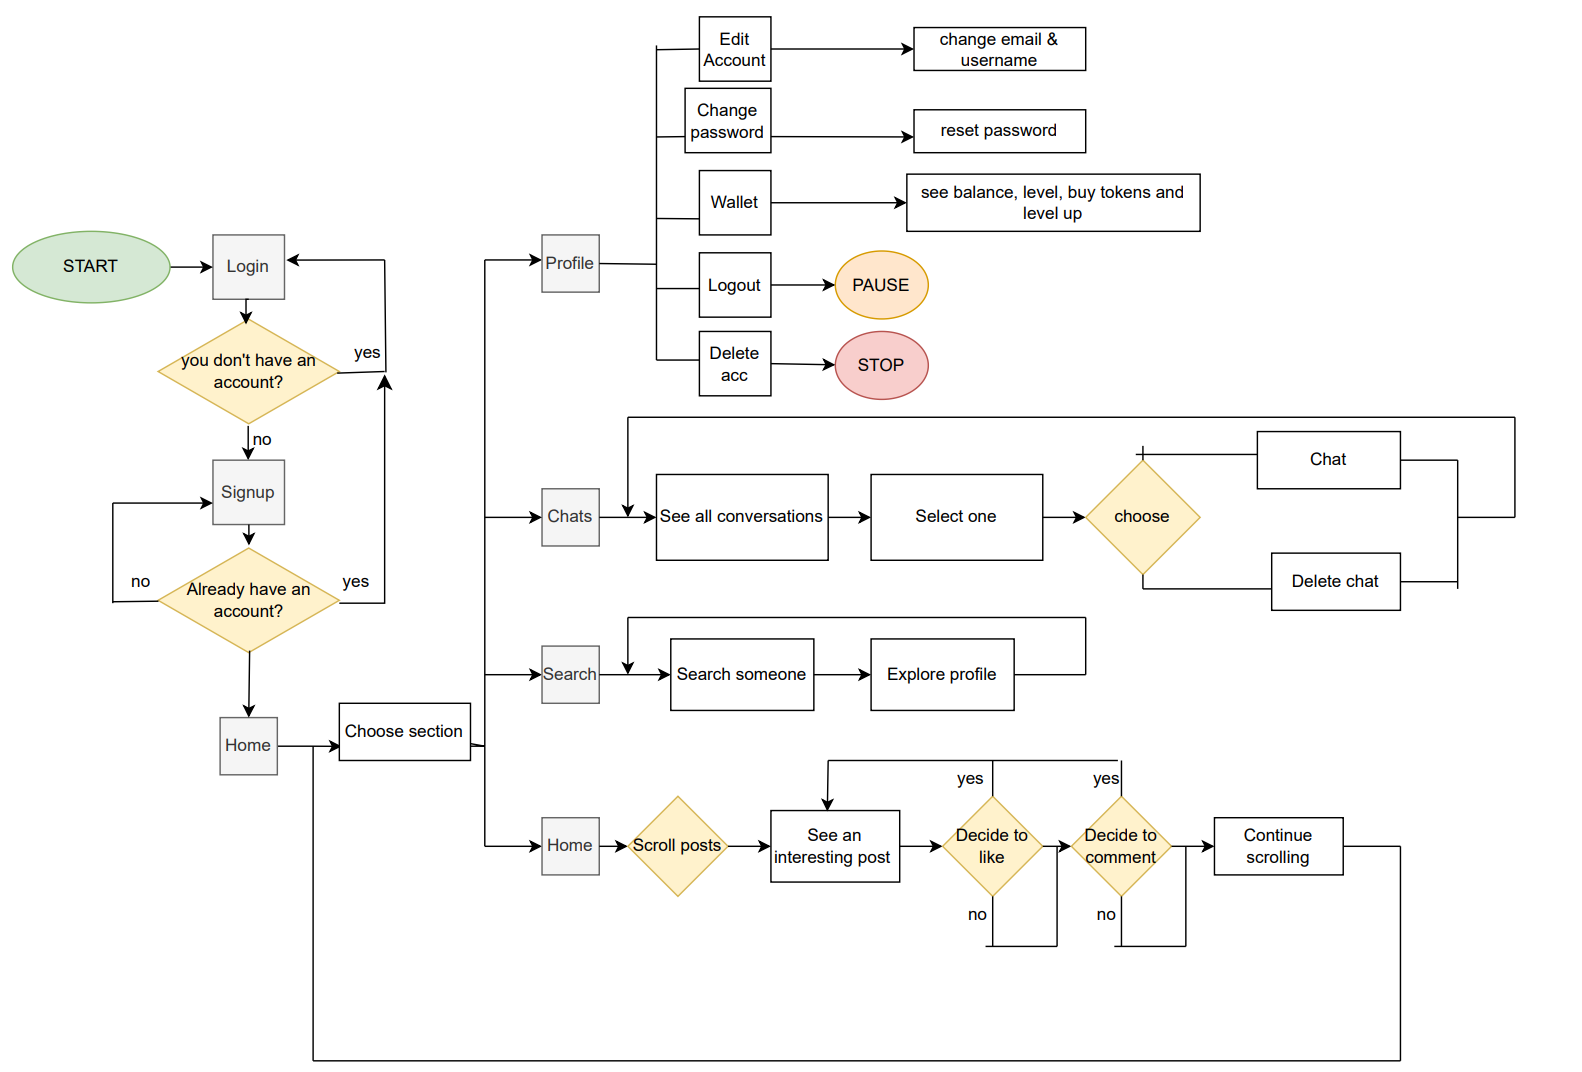 Edit
Account
change email &
username
Change
password
reset password
Wallet
see balance, level, buy tokens and
level up
START
Login
Profile
Logout
PAUSE
you don't have an
account?
yes
Delete
acc
STOP
no
Signup
Chats
See all conversations
Select one
choose
Chat
Delete chat
no
Already have an
account?
yes
Search
Search someone
Explore profile
Home
Choose section
Home
Scroll posts
See an
interesting post
yes
Decide to
like
no
yes
Decide to
comment
no
Continue
scrolling